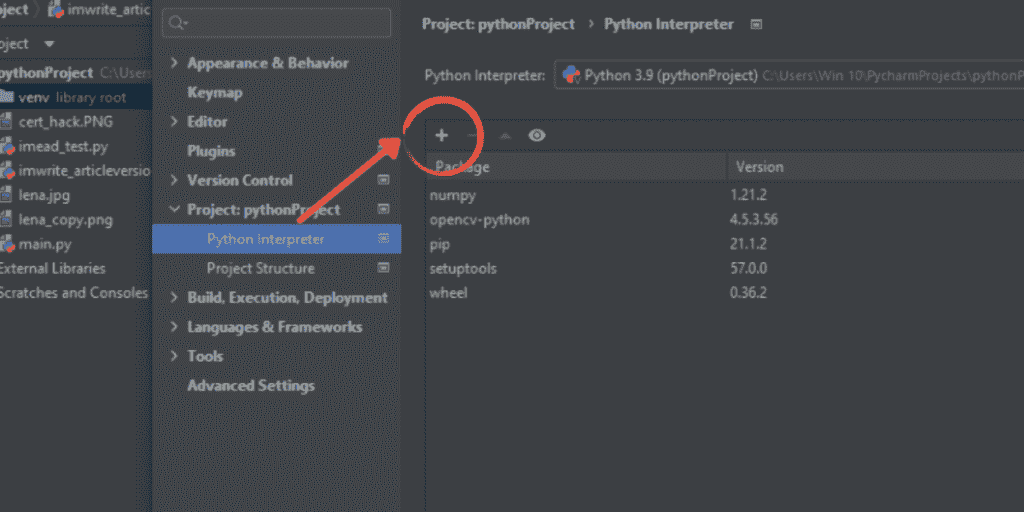 oject imwrite_artic
oject
pythonProject C:\Users
venv library root
cert_hack.PNG
imead_test.py
imwrite_articleversio
lena.jpg
lena_copy.png
main.py
External Libraries
Scratches and Consoles
Appearance & Behavior
Keymap
Editor
Plugins
Version Control
Project: pythonProject
Python Interpreter
Project Structure
Build, Execution, Deployment
Languages & Frameworks
Tools
Advanced Settings
Project: pythonProject › Python Interpreter
Python Interpreter: Python 3.9 (pythonProject) C:\Users\Win 10\PycharmProjects\pythonP
Package Version
numpy 1.21.2
opencv-python 4.5.3.56
pip 21.1.2
setuptools 57.0.0
wheel 0.36.2